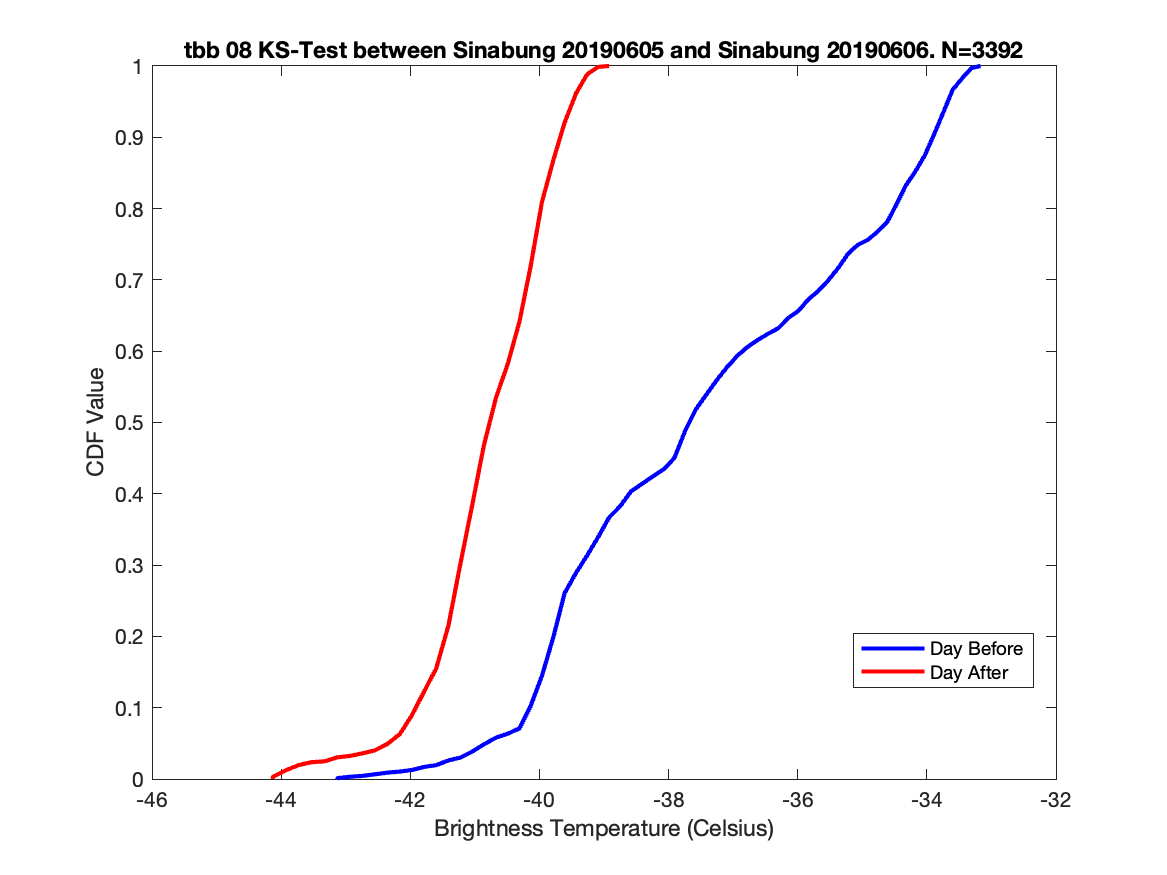 tbb 08 KS-Test between Sinabung 20190605 and Sinabung 20190606. N=3392
1
0.9
0.8
0.7
0.6
0.5
0.4
0.3
0.2
0.1
0
CDF Value
Day Before
Day After
-46 -44 -42 -40 -38 -36 -34 -32
Brightness Temperature (Celsius)